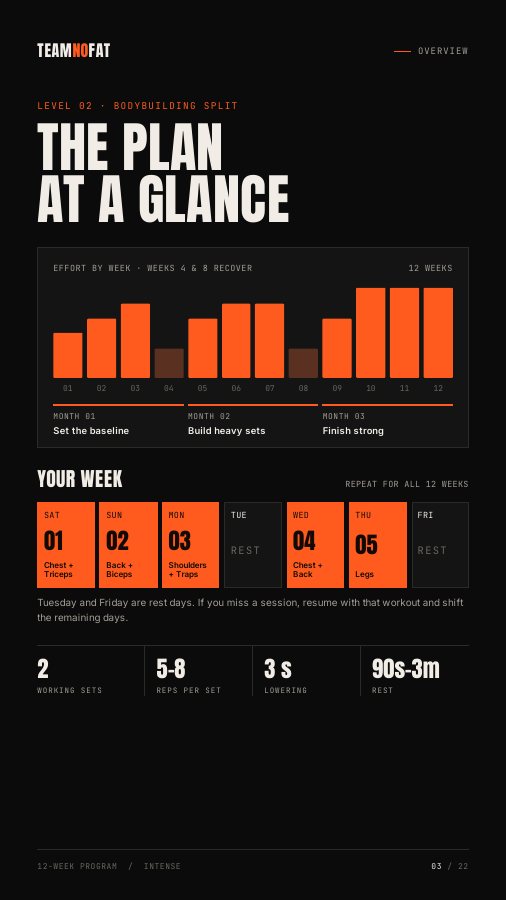 TEAMNOFAT
OVERVIEW
LEVEL 02 · BODYBUILDING SPLIT
THE PLAN
AT A GLANCE
EFFORT BY WEEK · WEEKS 4 & 8 RECOVER
12 WEEKS
01 02 03 04 05 06 07 08 09 10 11 12
MONTH 01
Set the baseline
MONTH 02
Build heavy sets
MONTH 03
Finish strong
YOUR WEEK
REPEAT FOR ALL 12 WEEKS
SAT
01
Chest +
Triceps
SUN
02
Back +
Biceps
MON
03
Shoulders
+ Traps
TUE
REST
WED
04
Chest +
Back
THU
05
Legs
FRI
REST
Tuesday and Friday are rest days. If you miss a session, resume with that workout and shift
the remaining days.
2
WORKING SETS
5-8
REPS PER SET
3 s
LOWERING
90s-3m
REST
12-WEEK PROGRAM / INTENSE
03 / 22